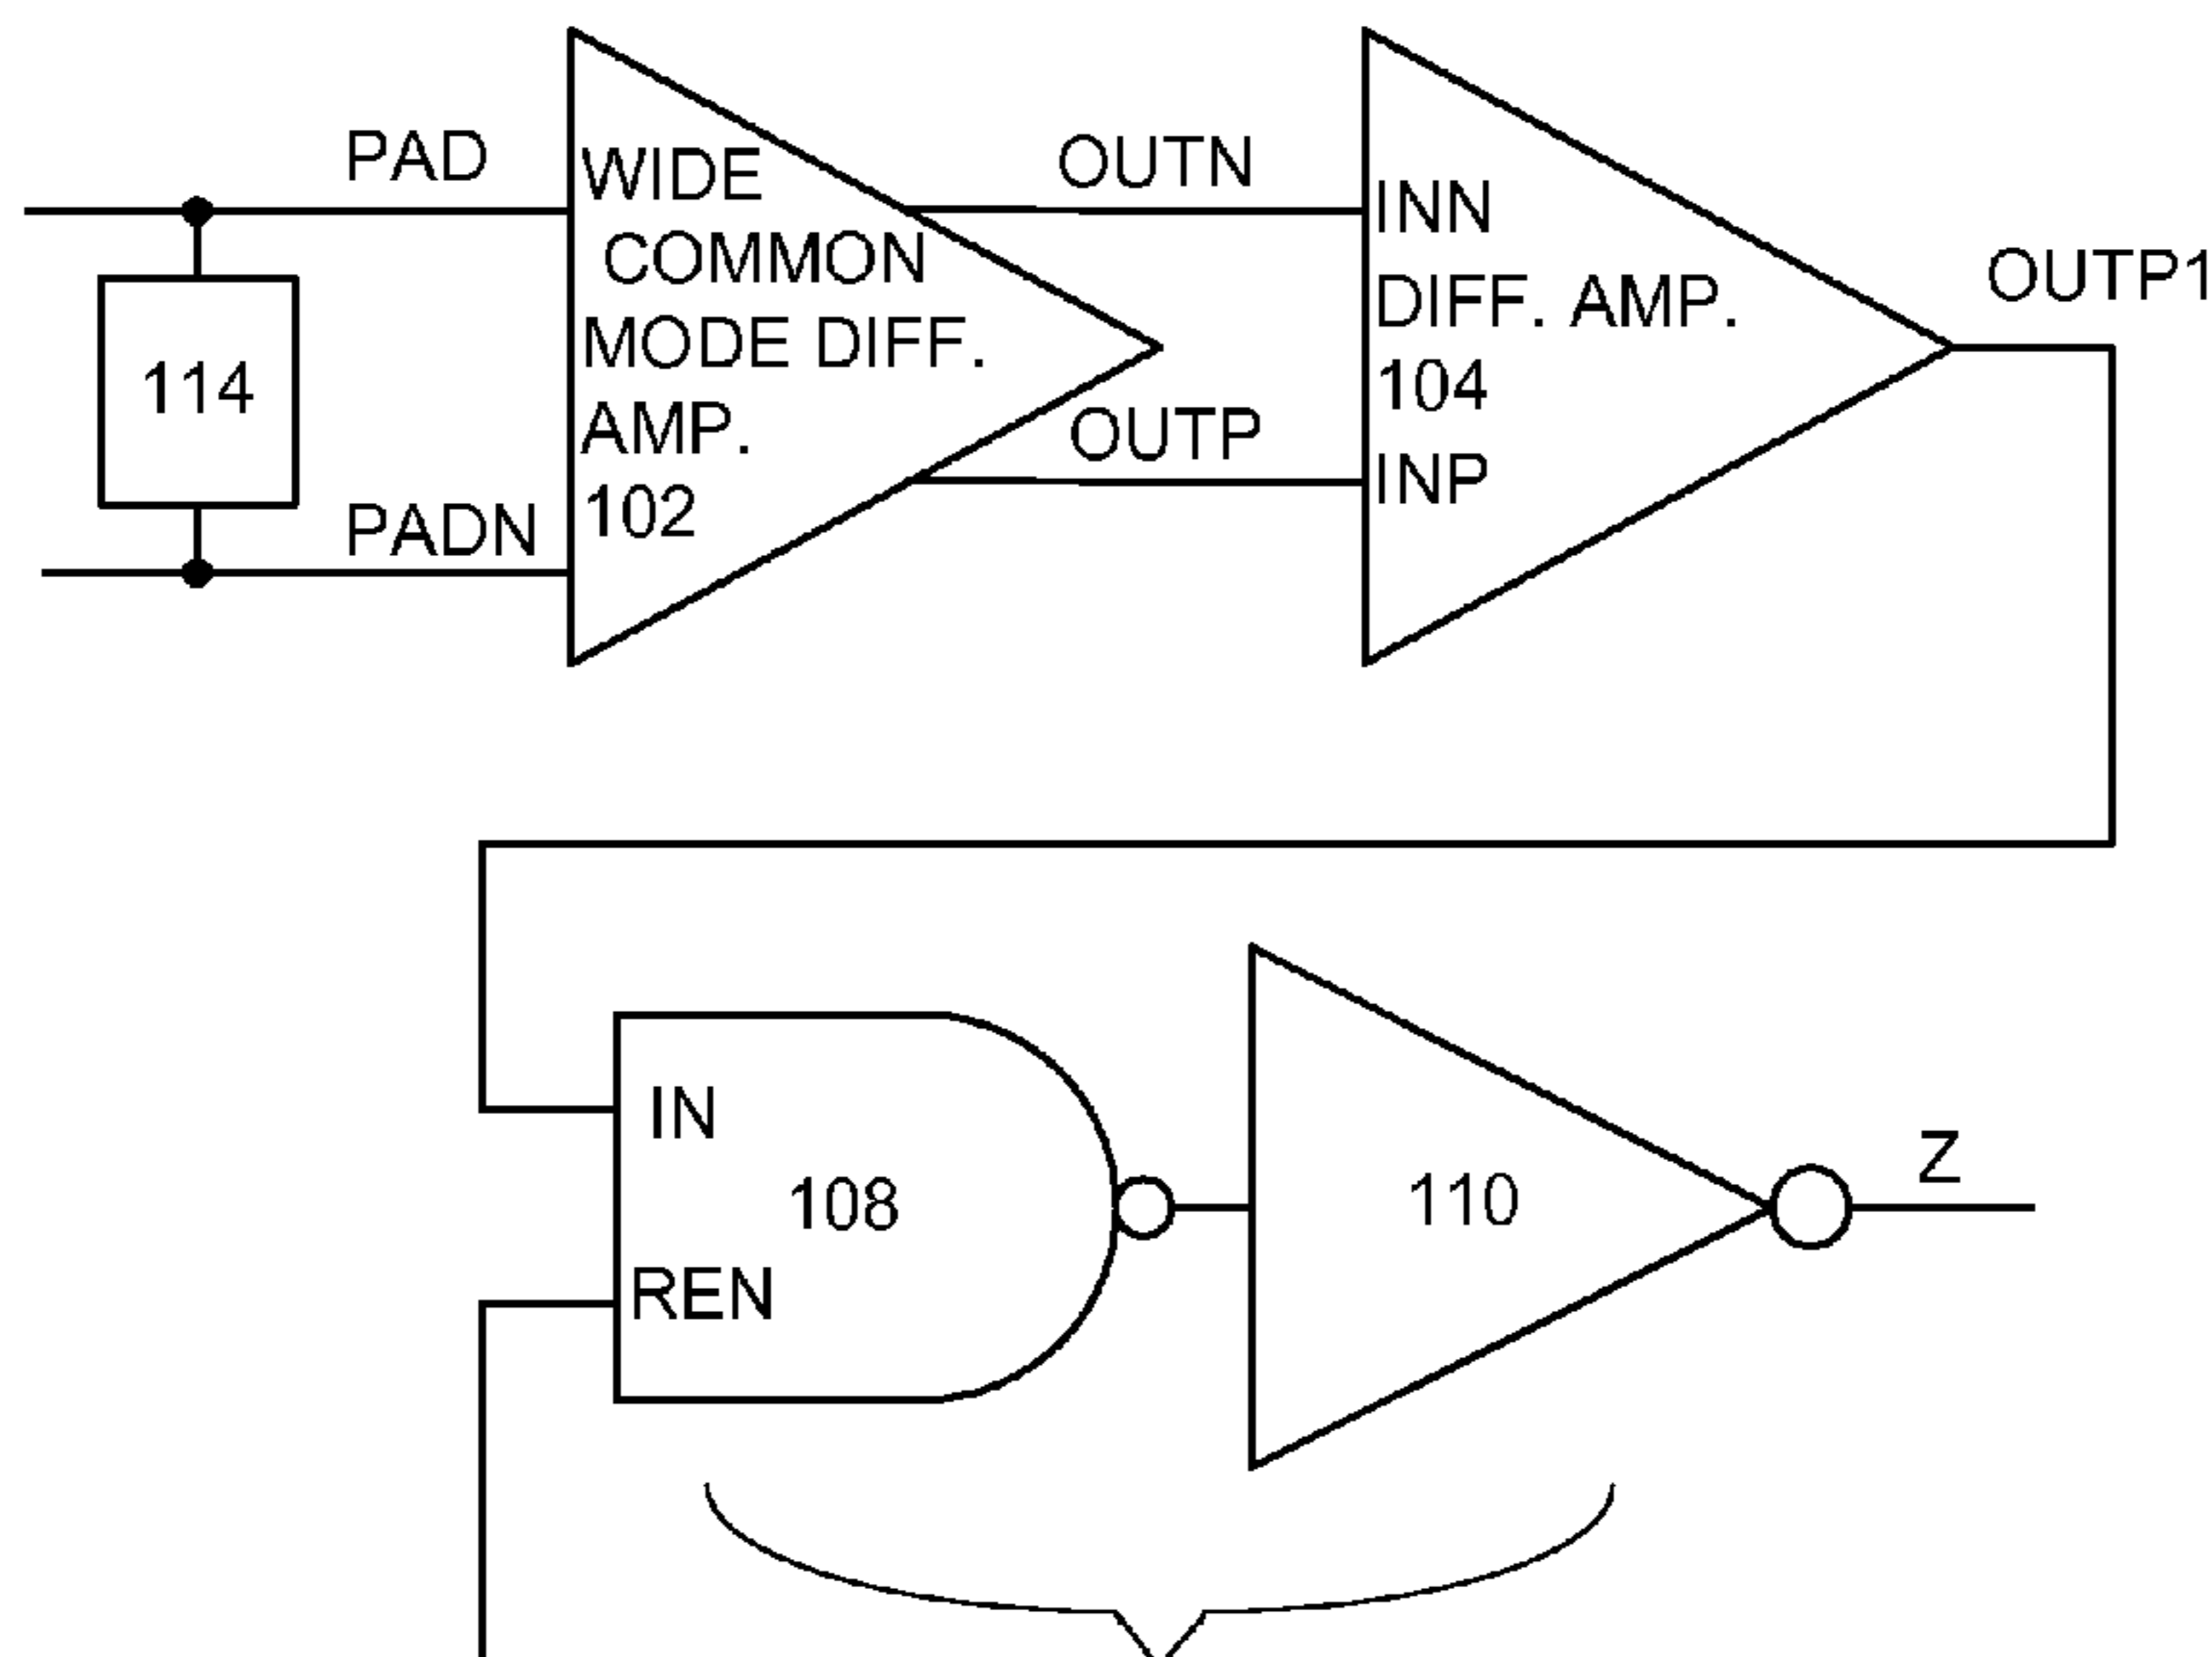 PAD
WIDE
COMMON
MODE DIFF.
AMP.
102
PADN
114
OUTN
OUTP
INN
DIFF. AMP.
104
INP
OUTP1
IN
108
REN
110
Z